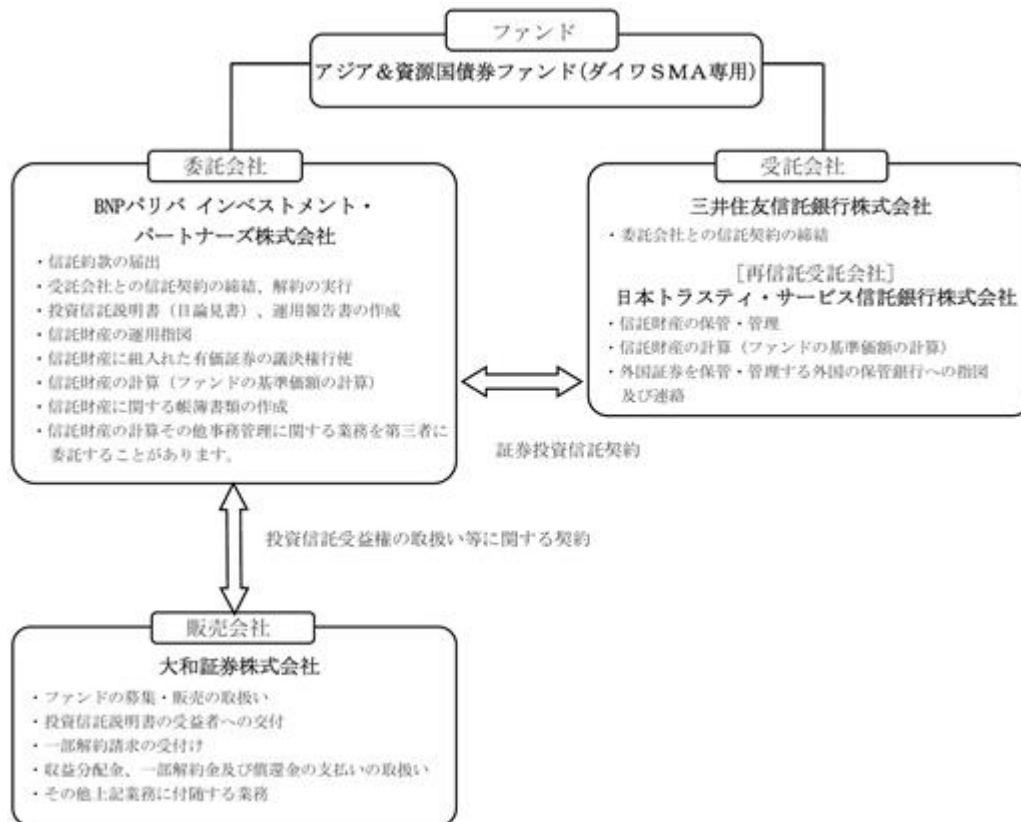 ファンド
アジア&資源国債券ファンド(ダイワSMA専用)
委託会社
BNPパリバ インベストメント・
パートナーズ株式会社
・信託約款の届出
・受託会社との信託契約の締結、解約の実行
・投資信託説明書(目論見書)、運用報告書の作成
・信託財産の運用指図
・信託財産に組入れた有価証券の議決権行使
・信託財産の計算(ファンドの基準価額の計算)
・信託財産に関する帳簿書類の作成
・信託財産の計算その他事務管理に関する業務を第三者に
委託することがあります。
受託会社
三井住友信託銀行株式会社
・委託会社との信託契約の締結
[再信託受託会社]
日本トラスティ・サービス信託銀行株式会社
・信託財産の保管・管理
・信託財産の計算(ファンドの基準価額の計算)
・外国証券を保管・管理する外国の保管銀行への指図
及び連絡
証券投資信託契約
投資信託受益権の取扱い等に関する契約
販売会社
大和証券株式会社
・ファンドの募集・販売の取扱い
・投資信託説明書の受益者への交付
・一部解約請求の受付け
・収益分配金、一部解約金及び償還金の支払いの取扱い
・その他上記業務に付随する業務